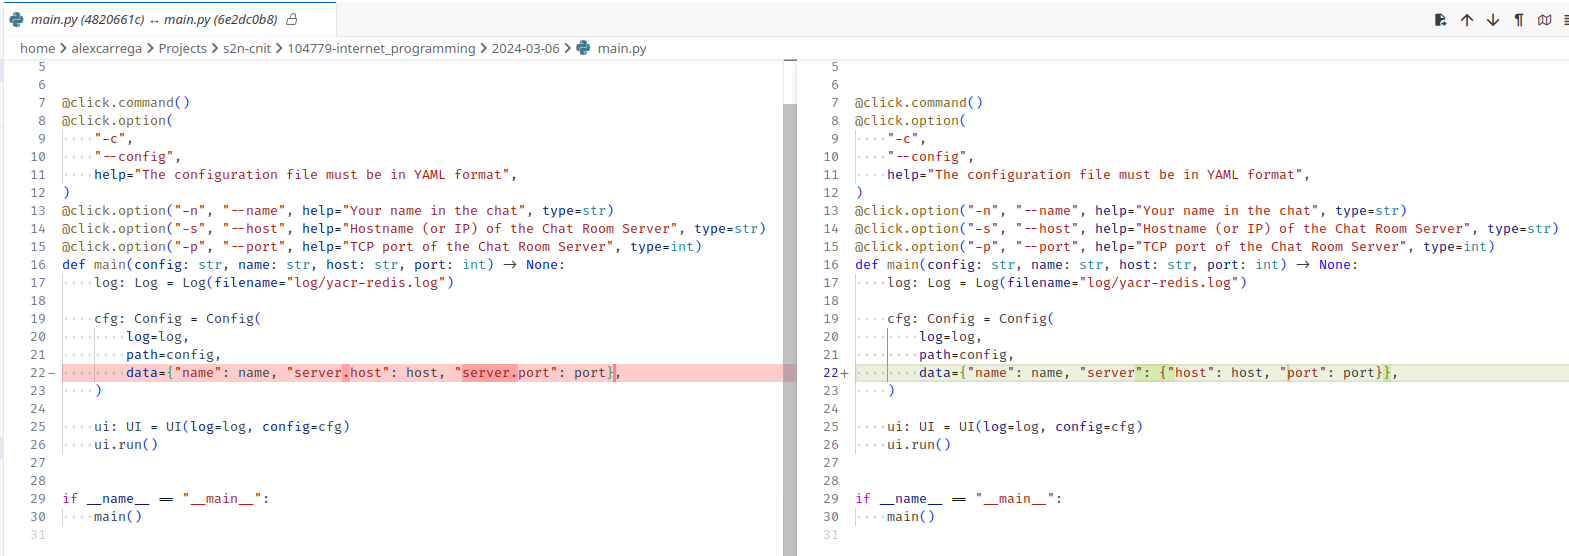 main.py (4820661c) ↔ main.py (6e2dc0b8)
home > alexcarrega > Projects > s2n-cnit > 104779-internet_programming > 2024-03-06 > main.py
5
6
7 @click.command()
8 @click.option(
9 ····"-c",
10 ····"--config",
11 ····help="The configuration file must be in YAML format",
12 )
13 @click.option("-n", "--name", help="Your name in the chat", type=str)
14 @click.option("-s", "--host", help="Hostname (or IP) of the Chat Room Server", type=str)
15 @click.option("-p", "--port", help="TCP port of the Chat Room Server", type=int)
16 def main(config: str, name: str, host: str, port: int) -> None:
17 ····log: Log = Log(filename="log/yacr-redis.log")
18
19 ····cfg: Config = Config(
20 ········log=log,
21 ········path=config,
22- ········data={"name": name, "server.host": host, "server.port": port},
23 ····)
24
25 ····ui: UI = UI(log=log, config=cfg)
26 ····ui.run()
27
28
29 if __name__ == "__main__":
30 ····main()
31
5
6
7 @click.command()
8 @click.option(
9 ····"-c",
10 ····"--config",
11 ····help="The configuration file must be in YAML format",
12 )
13 @click.option("-n", "--name", help="Your name in the chat", type=str)
14 @click.option("-s", "--host", help="Hostname (or IP) of the Chat Room Server", type=str)
15 @click.option("-p", "--port", help="TCP port of the Chat Room Server", type=int)
16 def main(config: str, name: str, host: str, port: int) -> None:
17 ····log: Log = Log(filename="log/yacr-redis.log")
18
19 ····cfg: Config = Config(
20 ········log=log,
21 ········path=config,
22+ ········data={"name": name, "server": {"host": host, "port": port}},
23 ····)
24
25 ····ui: UI = UI(log=log, config=cfg)
26 ····ui.run()
27
28
29 if __name__ == "__main__":
30 ····main()
31